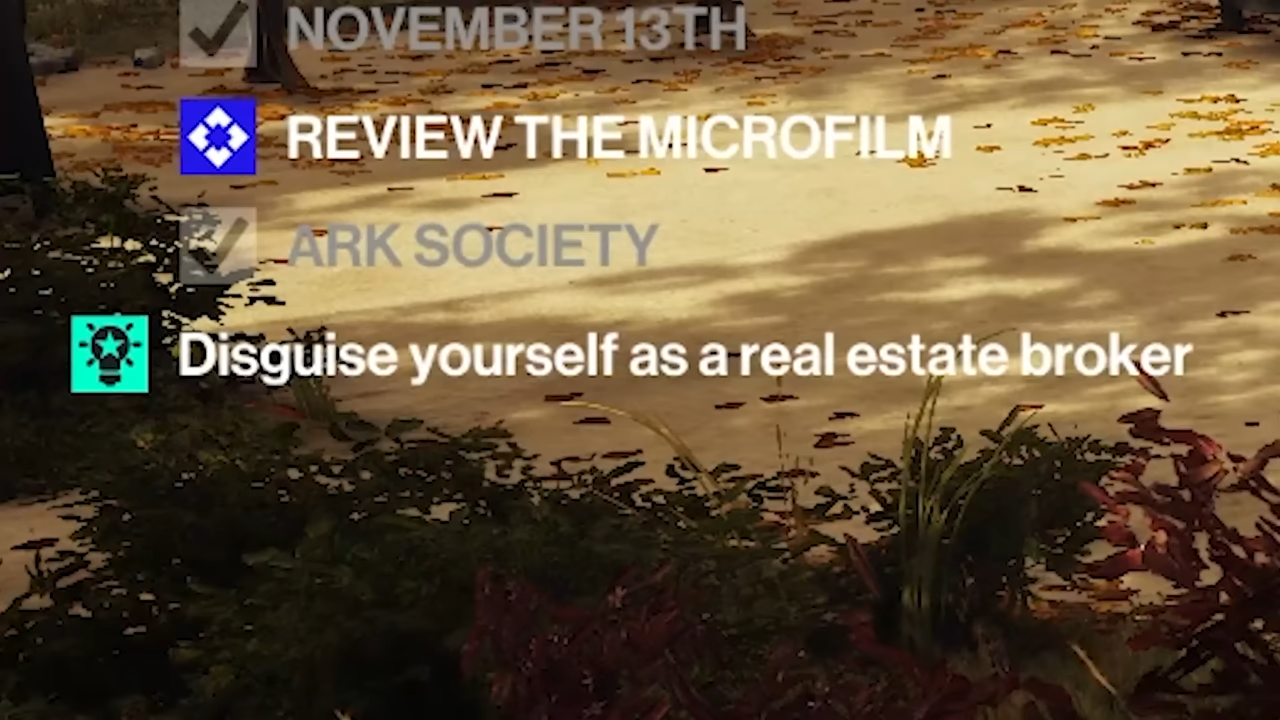 NOVEMBER 13TH
REVIEW THE MICROFILM
ARK SOCIETY
Disguise yourself as a real estate broker